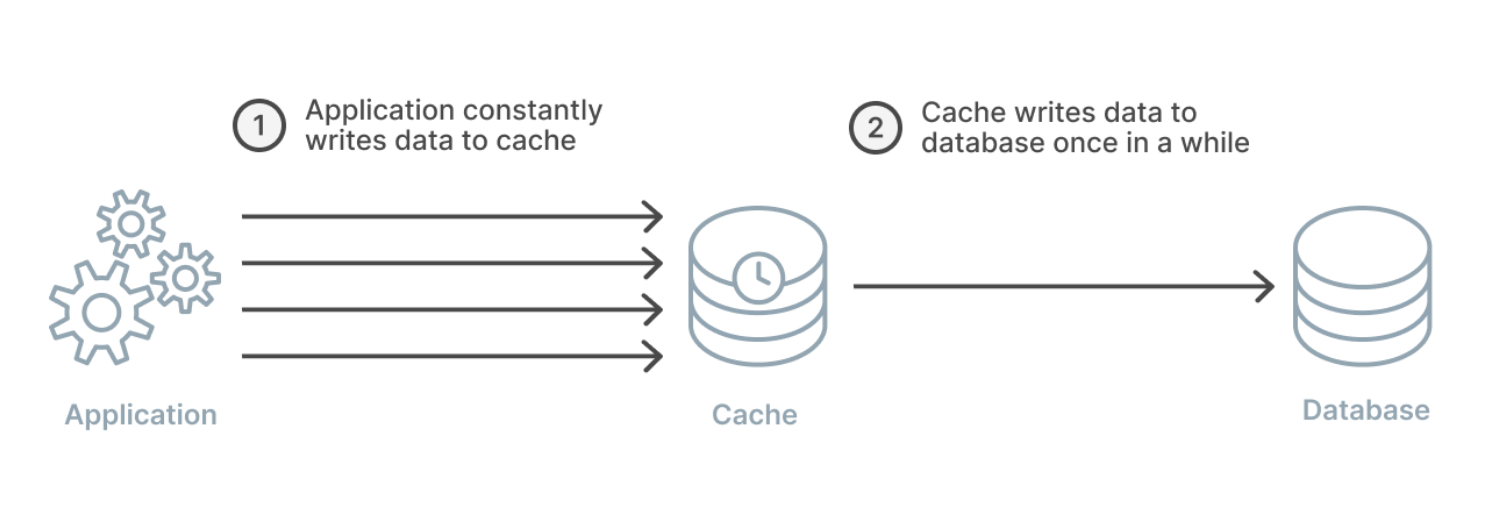 1
Application constantly
writes data to cache
2
Cache writes data to
database once in a while
Application
Cache
Database